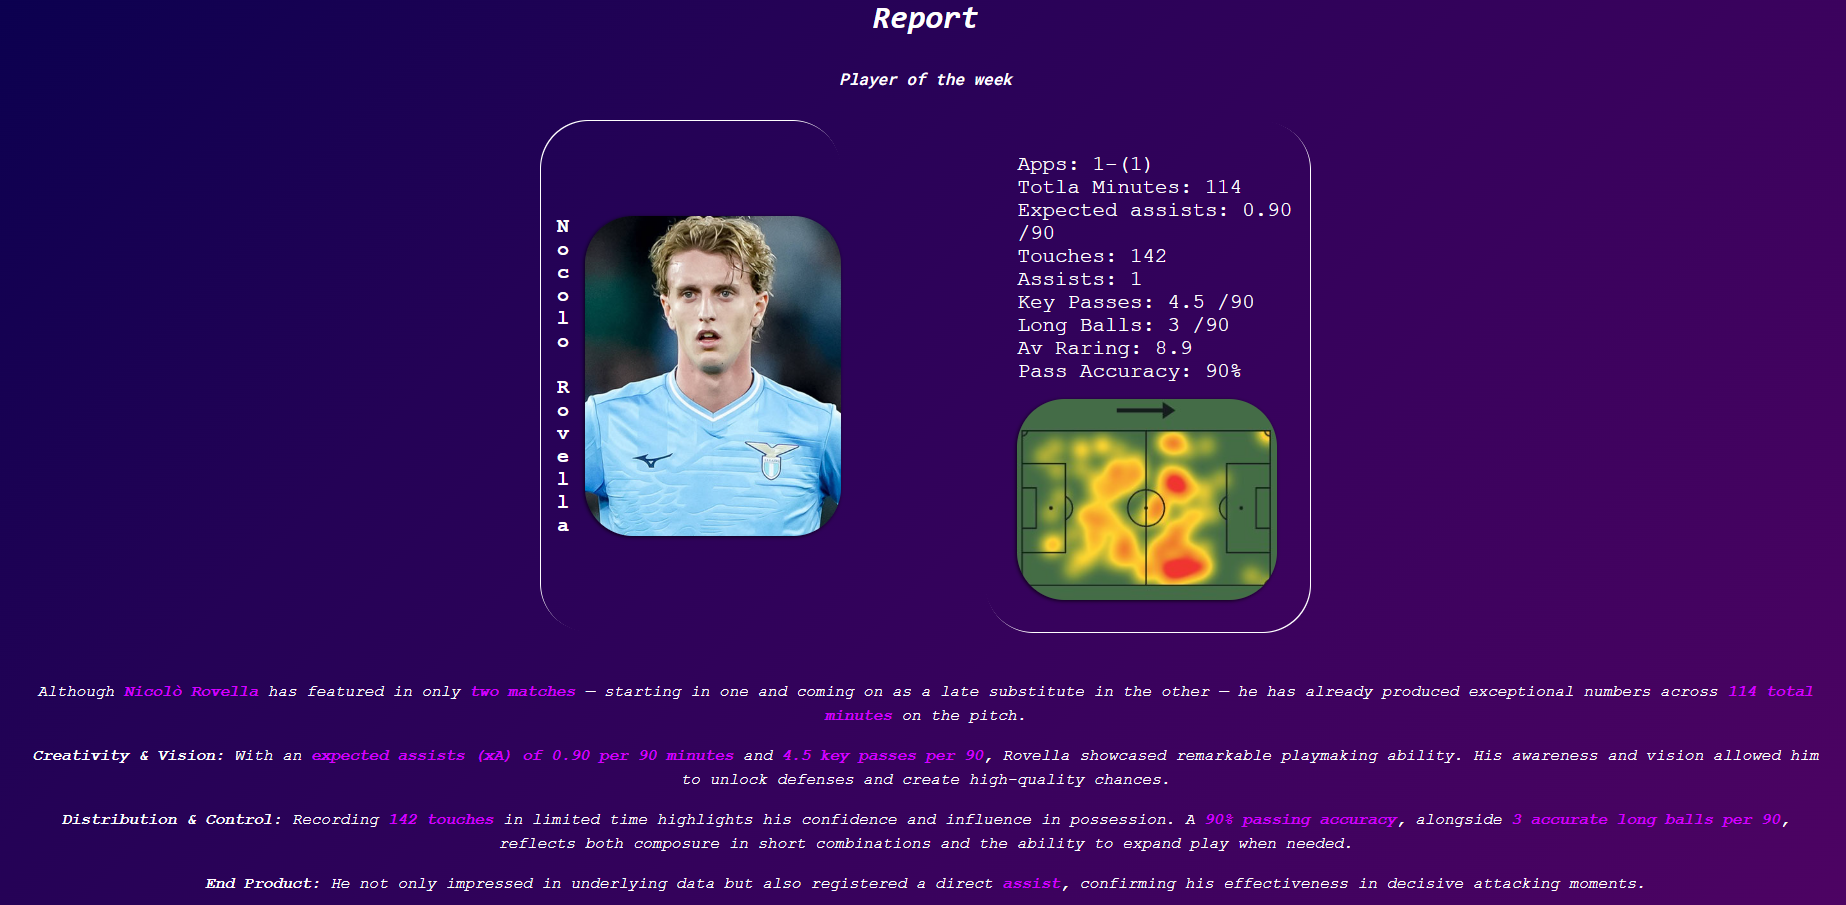 Report
Player of the week
Nocolo Rovella
Apps: 1-(1)
Totla Minutes: 114
Expected assists: 0.90
/90
Touches: 142
Assists: 1
Key Passes: 4.5 /90
Long Balls: 3 /90
Av Raring: 8.9
Pass Accuracy: 90%
Although Nicolò Rovella has featured in only two matches — starting in one and coming on as a late substitute in the other — he has already produced exceptional numbers across 114 total
minutes on the pitch.
Creativity & Vision: With an expected assists (xA) of 0.90 per 90 minutes and 4.5 key passes per 90, Rovella showcased remarkable playmaking ability. His awareness and vision allowed him
to unlock defenses and create high-quality chances.
Distribution & Control: Recording 142 touches in limited time highlights his confidence and influence in possession. A 90% passing accuracy, alongside 3 accurate long balls per 90,
reflects both composure in short combinations and the ability to expand play when needed.
End Product: He not only impressed in underlying data but also registered a direct assist, confirming his effectiveness in decisive attacking moments.